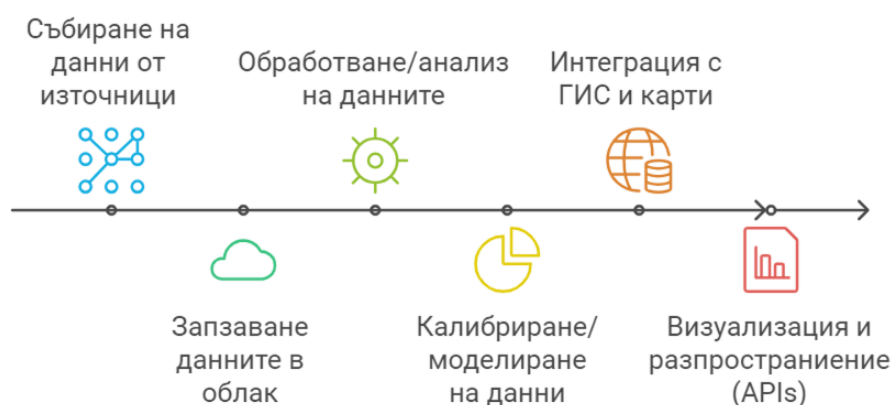 Събиране на
данни от
източници
Обработване/анализ
на данните
Интеграция с
ГИС и карти
Запзаване
данните в
облак
Калибриране/
моделиране
на данни
Визуализация и
разпространиение
(APIs)